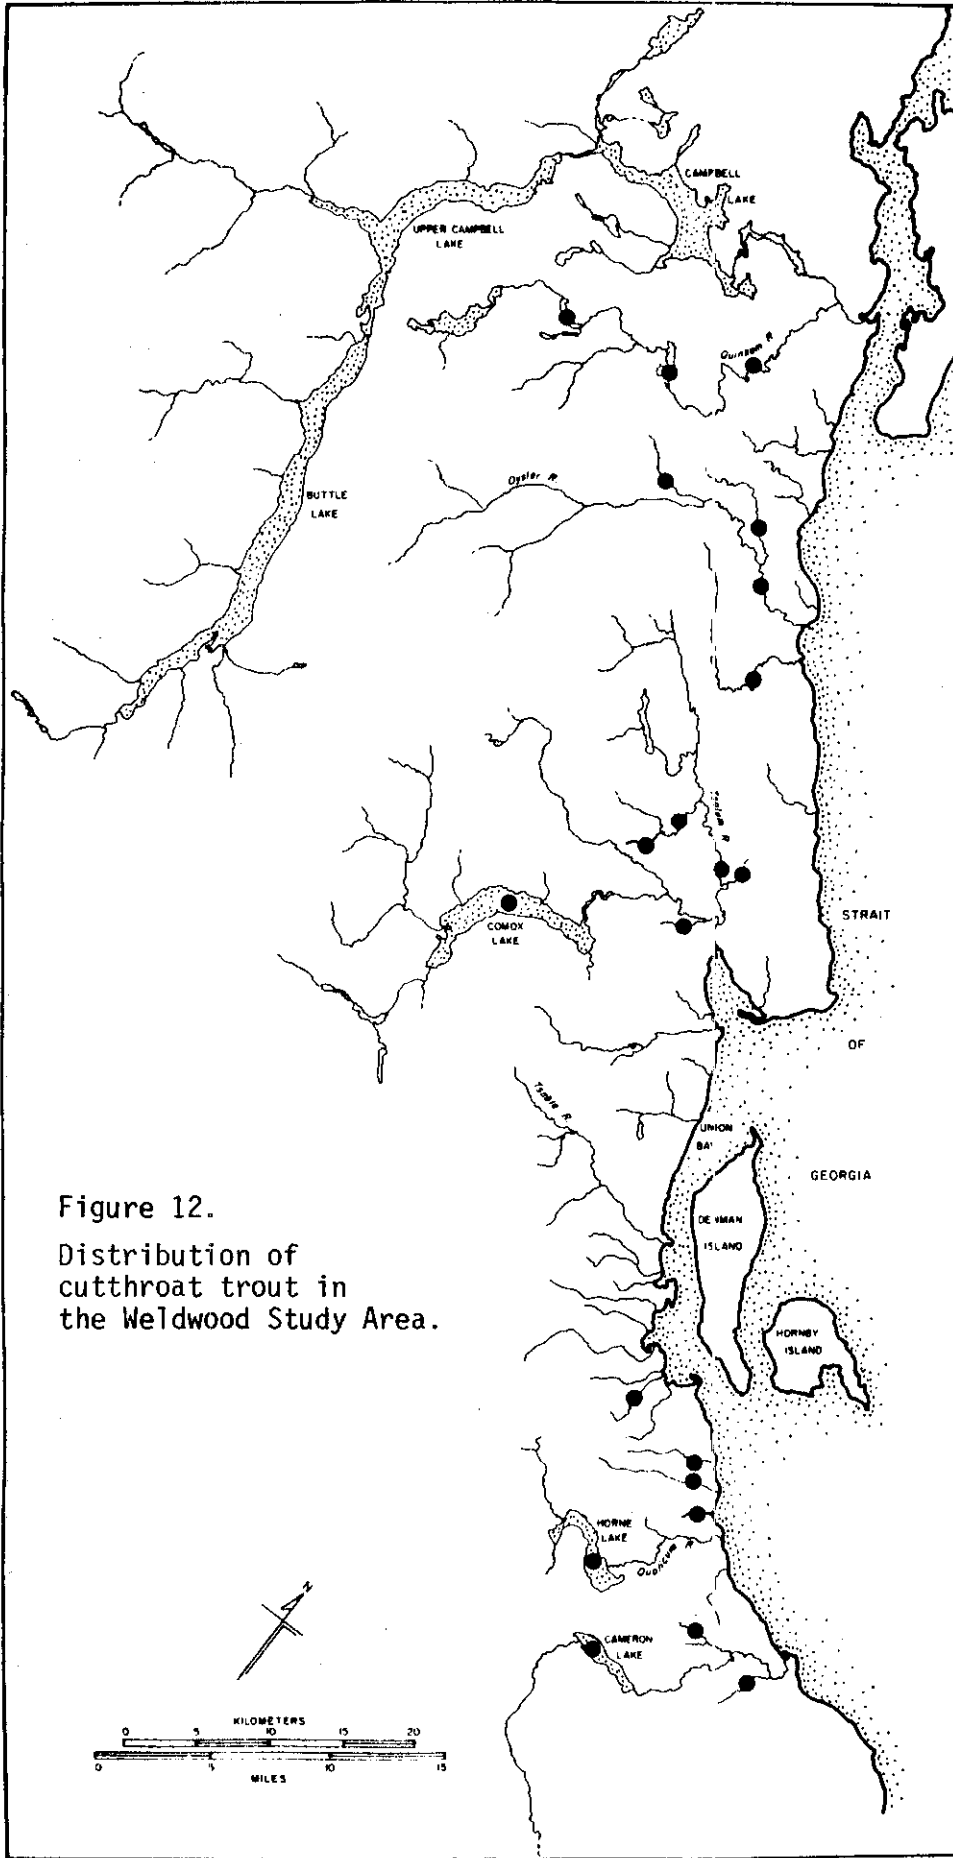 CAMPBELL
LAKE
UPPER CAMPBELL
LAKE
Quinsam R
BUTTLE
LAKE
Oyster R
COMOX
LAKE
STRAIT
OF
GEORGIA
Tsable R
UNION
DENMAN
ISLAND
HORNBY
ISLAND
Figure 12.
Distribution of
cutthroat trout in
the Weldwood Study Area.
HORNE
LAKE
CAMERON
LAKE
N
KILOMETERS
0 5 10 15 20
0 5 10 15
MILES